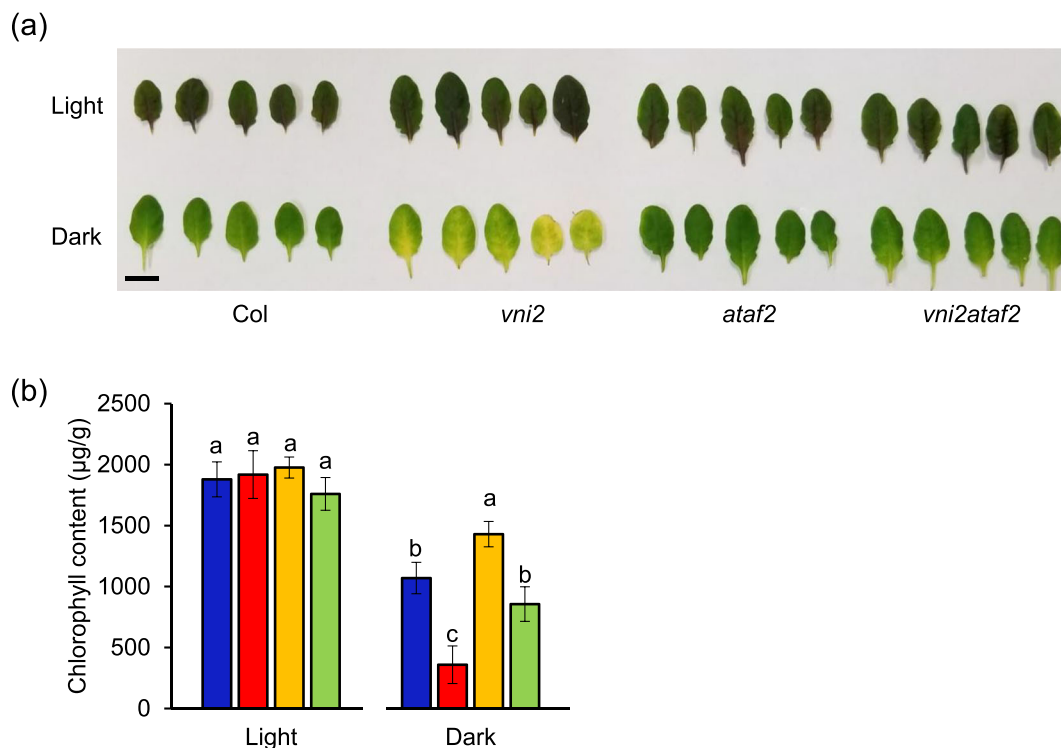 (a)
Light
Dark
Col vni2 ataf2 vni2ataf2
(b)
Chlorophyll content (µg/g)
2500
2000
1500
1000
500
0
a a a a
b c a b
Light Dark